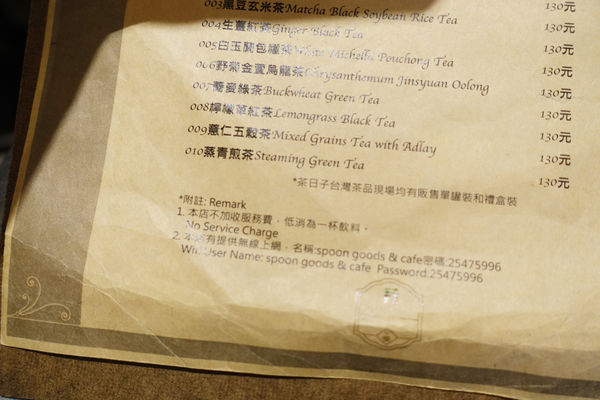 003黑豆玄米茶Matcha Black Soybean Rice Tea 130元
004生薑紅茶Ginger Black Tea 130元
005白玉蘭包種茶White Michelia Pouchong Tea 130元
006野菊金萱烏龍茶Chrysanthemum Jinsyuan Oolong 130元
007蕎麥綠茶Buckwheat Green Tea 130元
008檸檬草紅茶Lemongrass Black Tea 130元
009薏仁五穀茶Mixed Grains Tea with Adlay 130元
010蒸青煎茶Steaming Green Tea 130元
*茶日子台灣茶品現場均有販售單罐裝和禮盒裝
*附註: Remark
1. 本店不加收服務費，低消為一杯飲料。
No Service Charge
2. 本店有提供無線上網，名稱:spoon goods & cafe密碼:25475996
Wifi User Name: spoon goods & cafe Password:25475996